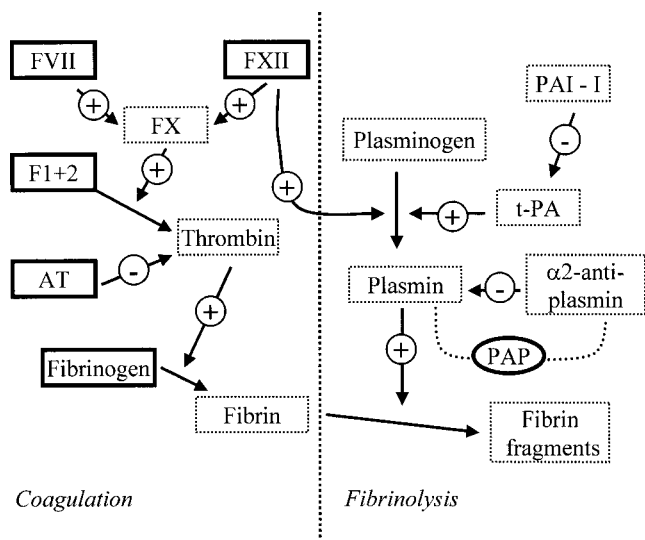 FVII
FXII
PAI - I
+
+
-
FX
Plasminogen
F1+2
+
+
+
t-PA
Thrombin
AT
-
+
Plasmin
-
α2-anti-
plasmin
+
PAP
Fibrinogen
Fibrin
Fibrin
fragments
Coagulation
Fibrinolysis